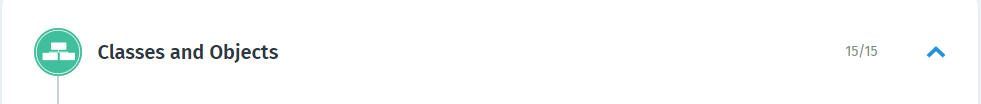 Classes and Objects 15/15